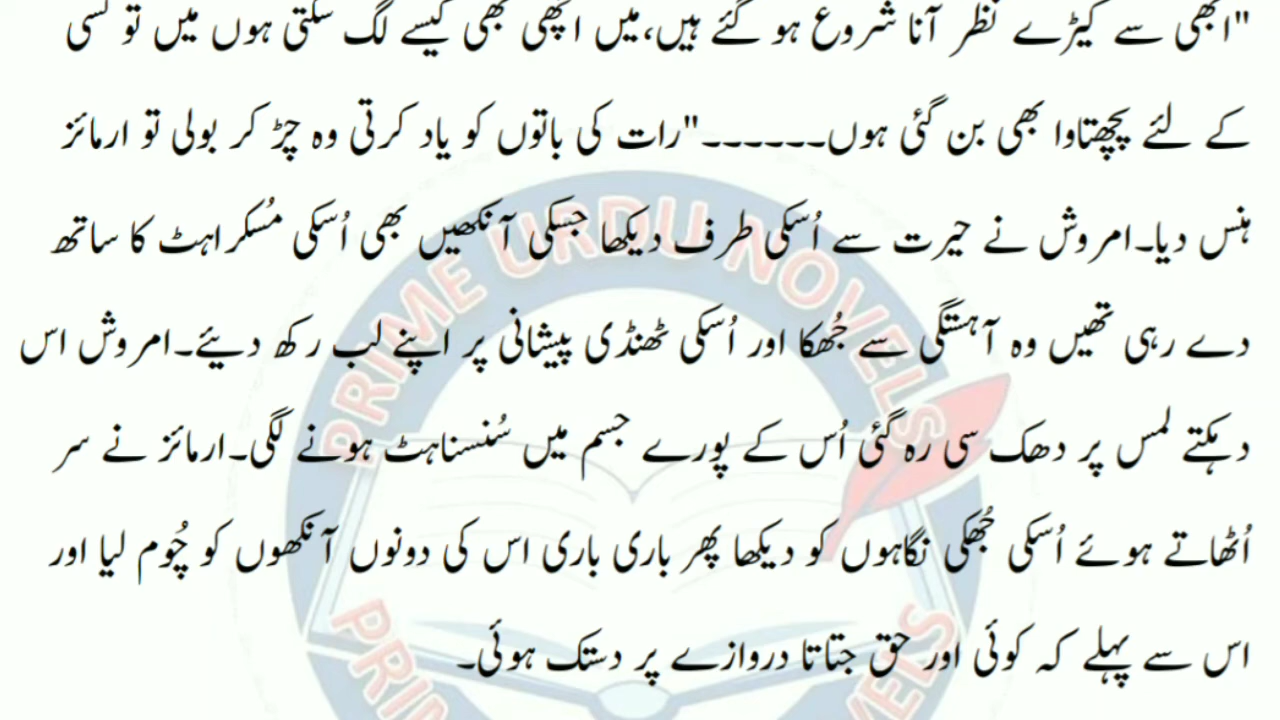 "ابھی سے کیڑے نظر آنا شروع ہو گئے ہیں،میں اچھی بھی کیسے لگ سکتی ہوں میں تو کسی
کے لئے پچھتاوا بھی بن گئی ہوں۔۔۔۔۔۔"رات کی باتوں کو یاد کرتی وہ چڑ کر بولی تو ارمائز
ہنس دیا۔امروش نے حیرت سے اُسکی طرف دیکھا جسکی آنکھیں بھی اُسکی مُسکراہٹ کا ساتھ
دے رہی تھیں وہ آہستگی سے جُھکا اور اُسکی ٹھنڈی پیشانی پر اپنے لب رکھ دیئے۔امروش اس
دہکتے لمس پر دھک سی رہ گئی اُس کے پورے جسم میں سُنسناہٹ ہونے لگی۔ارمائز نے سر
اُٹھاتے ہوئے اُسکی جُھکی نگاہوں کو دیکھا پھر باری باری اس کی دونوں آنکھوں کو چُوم لیا اور
اس سے پہلے کہ کوئی اور حق جتاتا دروازے پر دستک ہوئی۔
PRIME URDU NOVELS